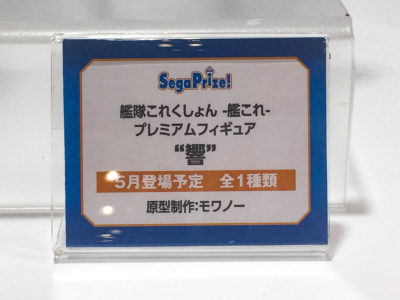 SegaPrize!
艦隊これくしょん -艦これ-
プレミアムフィギュア
“響”
5月登場予定 全1種類
原型制作:モワノー